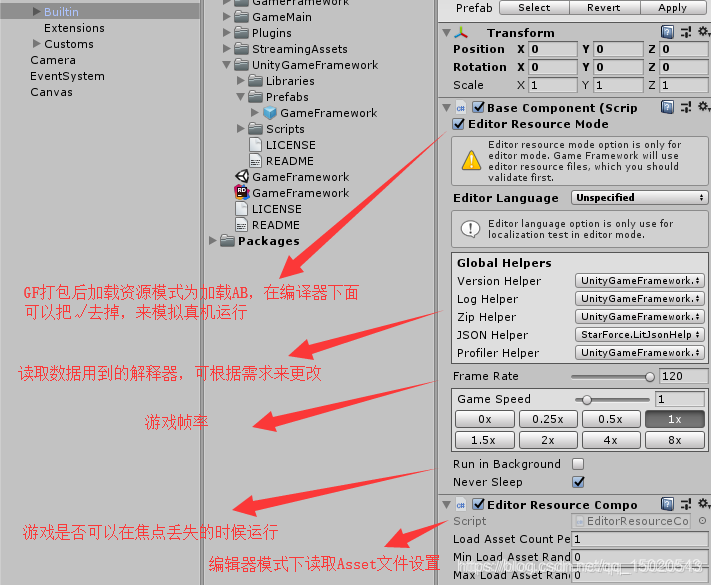 Builtin
Extensions
Customs
Camera
EventSystem
Canvas
GameFramework
GameMain
Plugins
StreamingAssets
UnityGameFramework
Libraries
Prefabs
GameFramework
Scripts
LICENSE
README
GameFramework
GameFramework
LICENSE
README
Packages
GF打包后加载资源模式为加载AB，在编译器下面
可以把√去掉，来模拟真机运行
读取数据用到的解释器，可根据需求来更改
游戏帧率
游戏是否可以在焦点丢失的时候运行
编辑器模式下读取Asset文件设置
Prefab Select Revert Apply
Transform
Position X 0 Y 0 Z 0
Rotation X 0 Y 0 Z 0
Scale X 1 Y 1 Z 1
Base Component (Scrip
Editor Resource Mode
Editor resource mode option is only for
editor mode. Game Framework will use
editor resource files, which you should
validate first.
Editor Language Unspecified
Editor language option is only use for
localization test in editor mode.
Global Helpers
Version Helper UnityGameFramework.
Log Helper UnityGameFramework.
Zip Helper UnityGameFramework.
JSON Helper StarForce.LitJsonHelp
Profiler Helper UnityGameFramework.
Frame Rate 120
Game Speed 1
0x 0.25x 0.5x 1x
1.5x 2x 4x 8x
Run in Background
Never Sleep
Editor Resource Compo
Script EditorResourceCo
Load Asset Count Pe 1
Min Load Asset Rand 0
Max Load Asset Rand 0
https://blog.csdn.net/qq_15020543